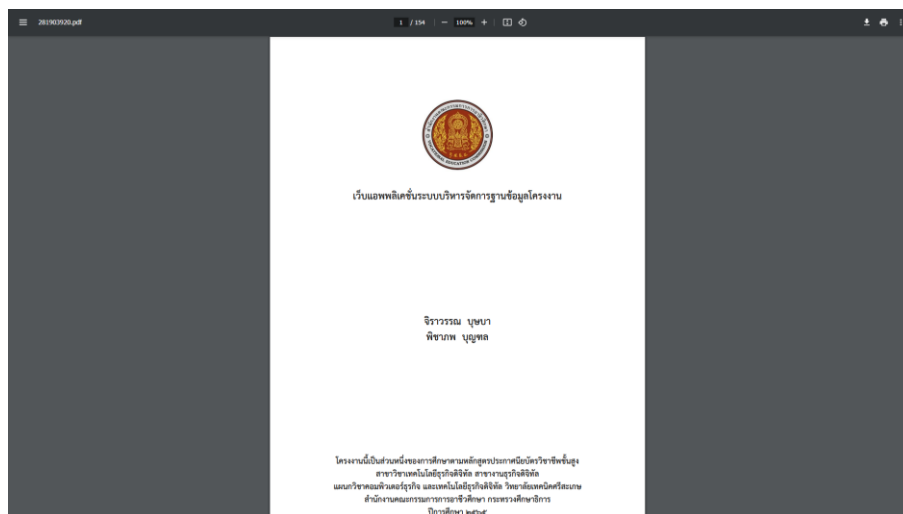 281903920.pdf
1 / 154
100%
เว็บแอพพลิเคชั่นระบบบริหารจัดการฐานข้อมูลโครงงาน
จิราวรรณ บุษบา
พิชาภพ บุญฑล
โครงงานนี้เป็นส่วนหนึ่งของการศึกษาตามหลักสูตรประกาศนียบัตรวิชาชีพชั้นสูง
สาขาวิชาเทคโนโลยีธุรกิจดิจิทัล สาขางานธุรกิจดิจิทัล
แผนกวิชาคอมพิวเตอร์ธุรกิจ และเทคโนโลยีธุรกิจดิจิทัล วิทยาลัยเทคนิคศรีสะเกษ
สำนักงานคณะกรรมการการอาชีวศึกษา กระทรวงศึกษาธิการ
ปีการศึกษา ๒๕๖๕